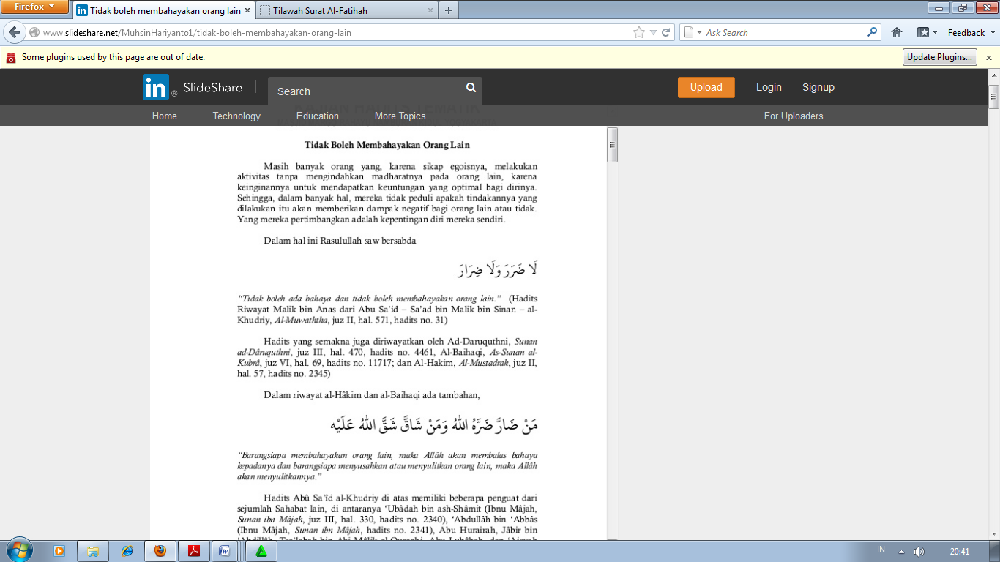 Firefox
Tidak boleh membahayakan orang lain
Tilawah Surat Al-Fatihah
www.slideshare.net/MuhsinHariyanto1/tidak-boleh-membahayakan-orang-lain
Ask Search
Feedback
Some plugins used by this page are out of date.
Update Plugins...
in SlideShare
Search
Upload
Login
Signup
Home
Technology
Education
More Topics
For Uploaders
Tidak Boleh Membahayakan Orang Lain
Masih banyak orang yang, karena sikap egoisnya, melakukan
aktivitas tanpa mengindahkan madharatnya pada orang lain, karena
keinginannya untuk mendapatkan keuntungan yang optimal bagi dirinya.
Sehingga, dalam banyak hal, mereka tidak peduli apakah tindakannya yang
dilakukan itu akan memberikan dampak negatif bagi orang lain atau tidak.
Yang mereka pertimbangkan adalah kepentingan diri mereka sendiri.
Dalam hal ini Rasulullah saw bersabda
لَا ضَرَرَ وَلَا ضِرَارَ
“Tidak boleh ada bahaya dan tidak boleh membahayakan orang lain.” (Hadits
Riwayat Malik bin Anas dari Abu Sa’id – Sa’ad bin Malik bin Sinan – al-
Khudriy, Al-Muwaththa, juz II, hal. 571, hadits no. 31)
Hadits yang semakna juga diriwayatkan oleh Ad-Daruquthni, Sunan
ad-Dâruquthni, juz III, hal. 470, hadits no. 4461, Al-Baihaqi, As-Sunan al-
Kubrâ, juz VI, hal. 69, hadits no. 11717; dan Al-Hakim, Al-Mustadrak, juz II,
hal. 57, hadits no. 2345)
Dalam riwayat al-Hâkim dan al-Baihaqi ada tambahan,
مَنْ ضَارَّ ضَرَّهُ اللهُ وَمَنْ شَاقَّ شَقَّ اللهُ عَلَيْه
“Barangsiapa membahayakan orang lain, maka Allâh akan membalas bahaya
kepadanya dan barangsiapa menyusahkan atau menyulitkan orang lain, maka Allâh
akan menyulitkannya.”
Hadits Abû Sa’îd al-Khudriy di atas memiliki beberapa penguat dari
sejumlah Sahabat lain, di antaranya ‘Ubâdah bin ash-Shâmit (Ibnu Mâjah,
Sunan ibn Mâjah, juz III, hal. 330, hadits no. 2340), ‘Abdullâh bin ‘Abbâs
(Ibnu Mâjah, Sunan ibn Mâjah, hadits no. 2341), Abu Hurairah, Jâbir bin
IN
20:41